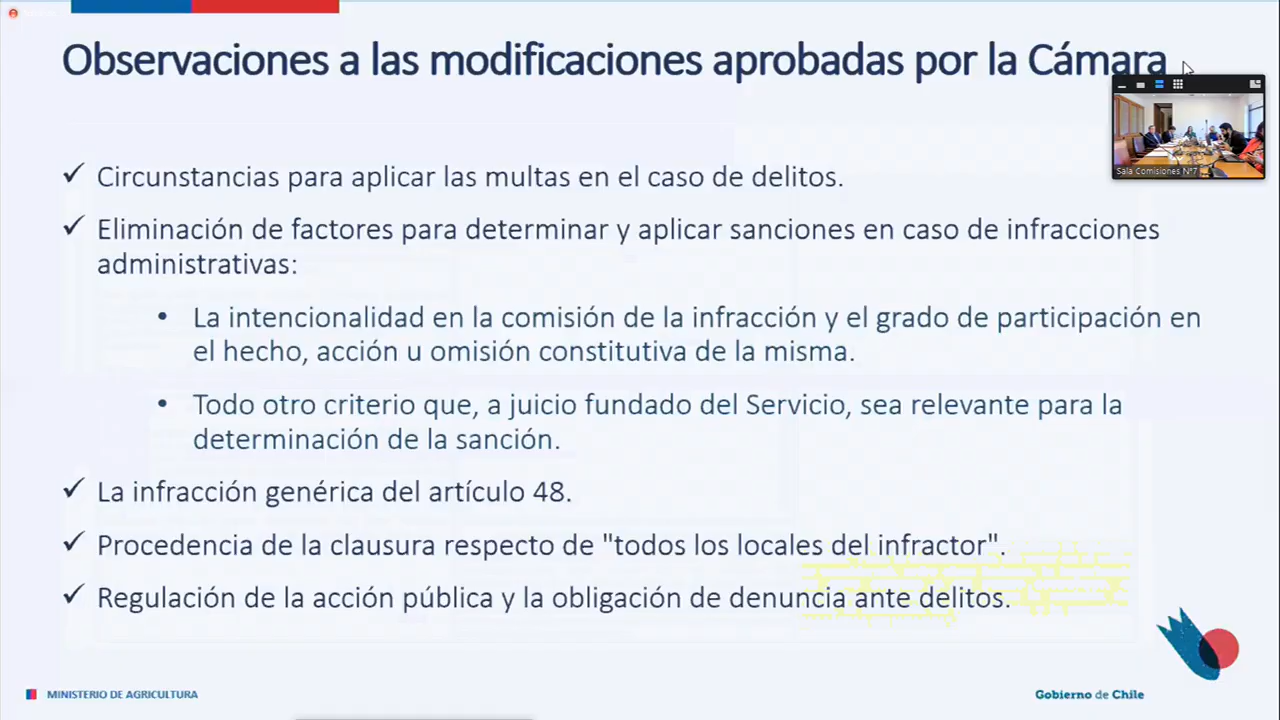 Observaciones a las modificaciones aprobadas por la Cámara
Sala Comisiones N°7
✓ Circunstancias para aplicar las multas en el caso de delitos.
✓ Eliminación de factores para determinar y aplicar sanciones en caso de infracciones
administrativas:
• La intencionalidad en la comisión de la infracción y el grado de participación en
el hecho, acción u omisión constitutiva de la misma.
• Todo otro criterio que, a juicio fundado del Servicio, sea relevante para la
determinación de la sanción.
✓ La infracción genérica del artículo 48.
✓ Procedencia de la clausura respecto de "todos los locales del infractor".
✓ Regulación de la acción pública y la obligación de denuncia ante delitos.
MINISTERIO DE AGRICULTURA
Gobierno de Chile